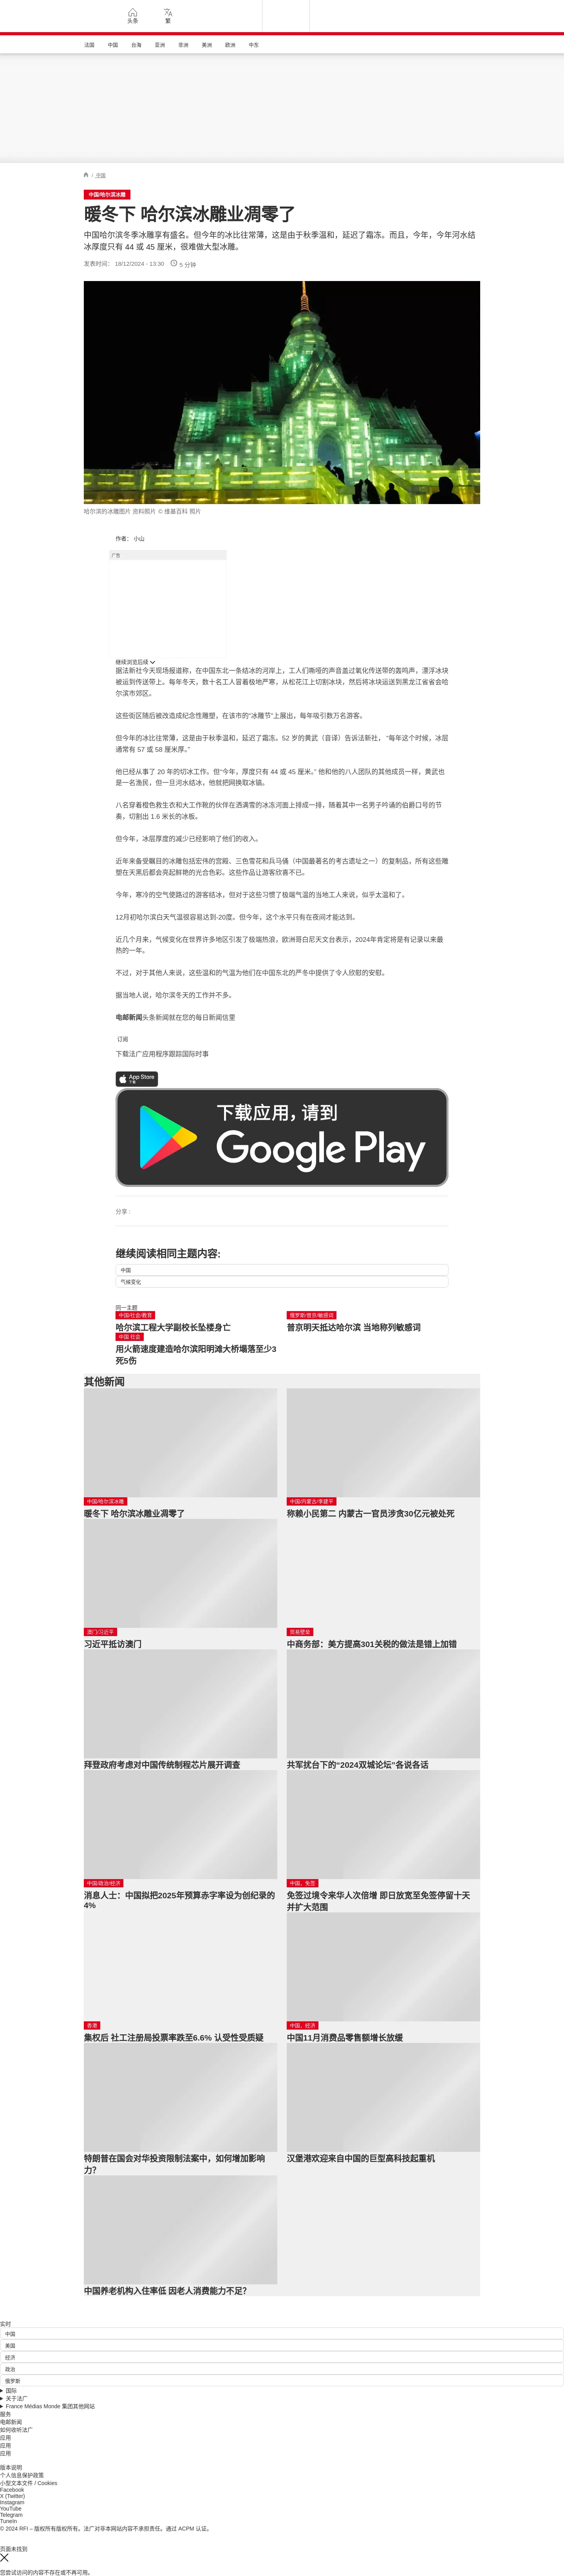 头条
繁
法国
中国
台海
亚洲
非洲
美洲
欧洲
中东
/ 中国
中国/哈尔滨冰雕
暖冬下 哈尔滨冰雕业凋零了
中国哈尔滨冬季冰雕享有盛名。但今年的冰比往常薄，这是由于秋季温和，延迟了霜冻。而且，今年，今年河水结
冰厚度只有 44 或 45 厘米，很难做大型冰雕。
发表时间： 18/12/2024 - 13:30 5 分钟
哈尔滨的冰雕图片 资料照片 © 维基百科 照片
作者： 小山
广告
继续浏览后续
据法新社今天现场报道称，在中国东北一条结冰的河岸上，工人们嘶哑的声音盖过氧化传送带的轰鸣声，漂浮冰块
被运到传送带上。每年冬天，数十名工人冒着极地严寒，从松花江上切割冰块，然后将冰块运送到黑龙江省省会哈
尔滨市郊区。
这些街区随后被改造成纪念性雕塑，在该市的“冰雕节”上展出，每年吸引数万名游客。
但今年的冰比往常薄，这是由于秋季温和，延迟了霜冻。52 岁的黄武（音译）告诉法新社， “每年这个时候，冰层
通常有 57 或 58 厘米厚。”
他已经从事了 20 年的切冰工作。但“今年，厚度只有 44 或 45 厘米。” 他和他的八人团队的其他成员一样，黄武也
是一名渔民，但一旦河水结冰，他就把网换取冰镐。
八名穿着橙色救生衣和大工作靴的伙伴在洒满雪的冰冻河面上排成一排，随着其中一名男子吟诵的伯爵口号的节
奏，切割出 1.6 米长的冰板。
但今年，冰层厚度的减少已经影响了他们的收入。
近年来备受瞩目的冰雕包括宏伟的宫殿、三色雪花和兵马俑（中国最著名的考古遗址之一）的复制品，所有这些雕
塑在天黑后都会亮起鲜艳的光合色彩。这些作品让游客欣喜不已。
今年，寒冷的空气使路过的游客结冰，但对于这些习惯了极端气温的当地工人来说，似乎太温和了。
12月初哈尔滨白天气温很容易达到-20度。但今年，这个水平只有在夜间才能达到。
近几个月来，气候变化在世界许多地区引发了极端热浪，欧洲哥白尼天文台表示，2024年肯定将是有记录以来最
热的一年。
不过，对于其他人来说，这些温和的气温为他们在中国东北的严冬中提供了令人欣慰的安慰。
据当地人说，哈尔滨冬天的工作并不多。
电邮新闻头条新闻就在您的每日新闻信里
订阅
下载法广应用程序跟踪国际时事
App Store
下载
下载应用，请到
Google Play
分享 :
继续阅读相同主题内容:
中国
气候变化
同一主题
中国/社会/教育
哈尔滨工程大学副校长坠楼身亡
俄罗斯/普京/敏感词
普京明天抵达哈尔滨 当地称列敏感词
中国 社会
用火箭速度建造哈尔滨阳明滩大桥塌落至少3
死5伤
其他新闻
中国/哈尔滨冰雕
暖冬下 哈尔滨冰雕业凋零了
中国/内蒙古/李建平
称赖小民第二 内蒙古一官员涉贪30亿元被处死
澳门/习近平
习近平抵访澳门
贸易壁垒
中商务部：美方提高301关税的做法是错上加错
拜登政府考虑对中国传统制程芯片展开调查
共军扰台下的“2024双城论坛”各说各话
中国/政治/经济
消息人士：中国拟把2025年预算赤字率设为创纪录的
4%
中国，免签
免签过境令来华人次倍增 即日放宽至免签停留十天
并扩大范围
香港
集权后 社工注册局投票率跌至6.6% 认受性受质疑
中国，经济
中国11月消费品零售额增长放缓
特朗普在国会对华投资限制法案中，如何增加影响
力？
汉堡港欢迎来自中国的巨型高科技起重机
中国养老机构入住率低 因老人消费能力不足？
实时
中国
美国
经济
政治
俄罗斯
国际
关于法广
France Médias Monde 集团其他网站
服务
电邮新闻
如何收听法广
应用
应用
应用
版本说明
个人信息保护政策
小型文本文件 / Cookies
Facebook
X (Twitter)
Instagram
YouTube
Telegram
TuneIn
© 2024 RFI – 版权所有版权所有。法广对非本网站内容不承担责任。通过 ACPM 认证。
页面未找到
您尝试访问的内容不存在或不再可用。